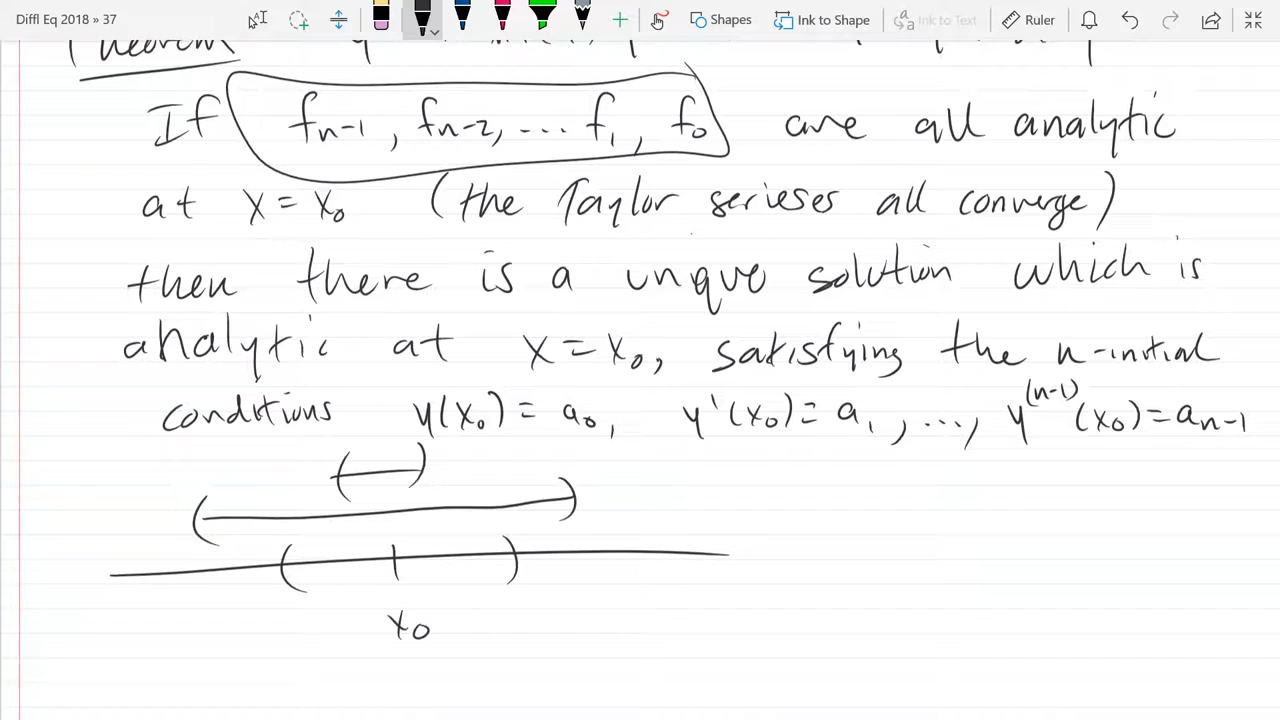 Diffl Eq 2018 » 37 Shapes Ink to Shape Ink to Text Ruler
Theorem
If fn-1, fn-2, ... f1, f0 are all analytic
at x = x0 (the Taylor serieses all converge)
then there is a unque solution which is
analytic at x = x0, satisfying the n-initial
conditions y(x0) = a0, y'(x0) = a1, ..., y^(n-1)(x0) = an-1
x0